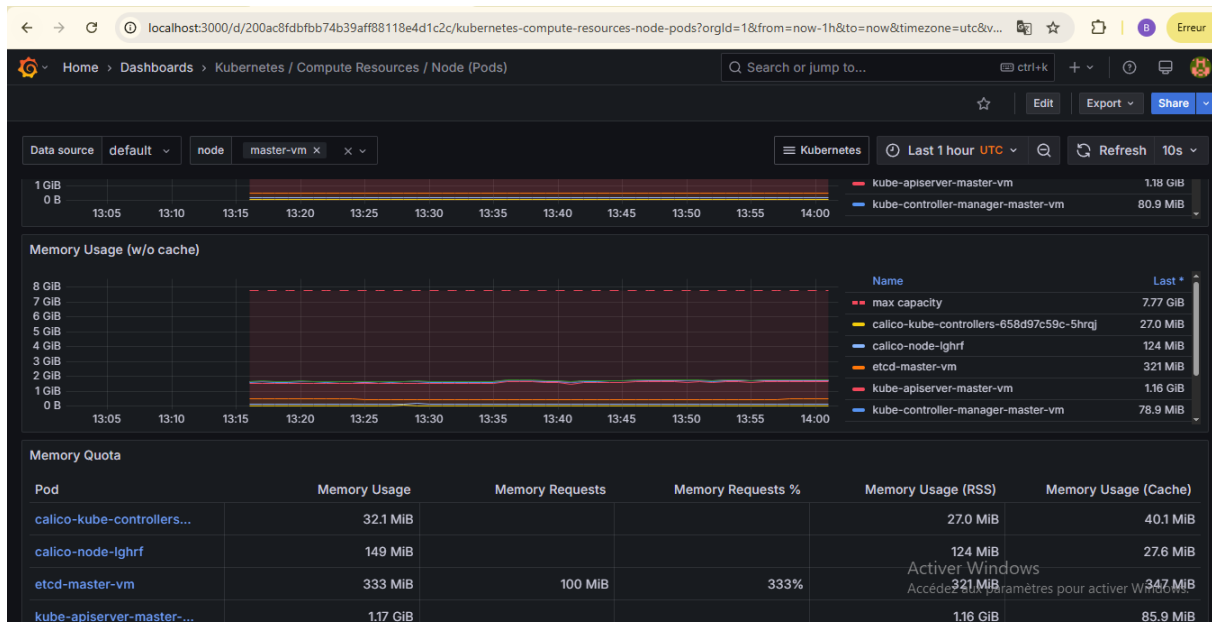 localhost:3000/d/200ac8fdbfbb74b39aff88118e4d1c2c/kubernetes-compute-resources-node-pods?orgId=1&from=now-1h&to=now&timezone=utc&v...
B
Erreur
Home > Dashboards > Kubernetes / Compute Resources / Node (Pods)
Search or jump to...
ctrl+k
Edit
Export
Share
Data source default
node master-vm ×
Kubernetes
Last 1 hour UTC
Refresh 10s
1 GiB
0 B
13:05 13:10 13:15 13:20 13:25 13:30 13:35 13:40 13:45 13:50 13:55 14:00
kube-apiserver-master-vm 1.18 GiB
kube-controller-manager-master-vm 80.9 MiB
Memory Usage (w/o cache)
8 GiB
7 GiB
6 GiB
5 GiB
4 GiB
3 GiB
2 GiB
1 GiB
0 B
13:05 13:10 13:15 13:20 13:25 13:30 13:35 13:40 13:45 13:50 13:55 14:00
Name Last *
max capacity 7.77 GiB
calico-kube-controllers-658d97c59c-5hrqj 27.0 MiB
calico-node-lghrf 124 MiB
etcd-master-vm 321 MiB
kube-apiserver-master-vm 1.16 GiB
kube-controller-manager-master-vm 78.9 MiB
Memory Quota
Pod Memory Usage Memory Requests Memory Requests % Memory Usage (RSS) Memory Usage (Cache)
calico-kube-controllers... 32.1 MiB 27.0 MiB 40.1 MiB
calico-node-lghrf 149 MiB 124 MiB 27.6 MiB
etcd-master-vm 333 MiB 100 MiB 333% 321 MiB 347 MiB
kube-apiserver-master-... 1.17 GiB 1.16 GiB 85.9 MiB
Activer Windows
Accédez aux paramètres pour activer Windows.